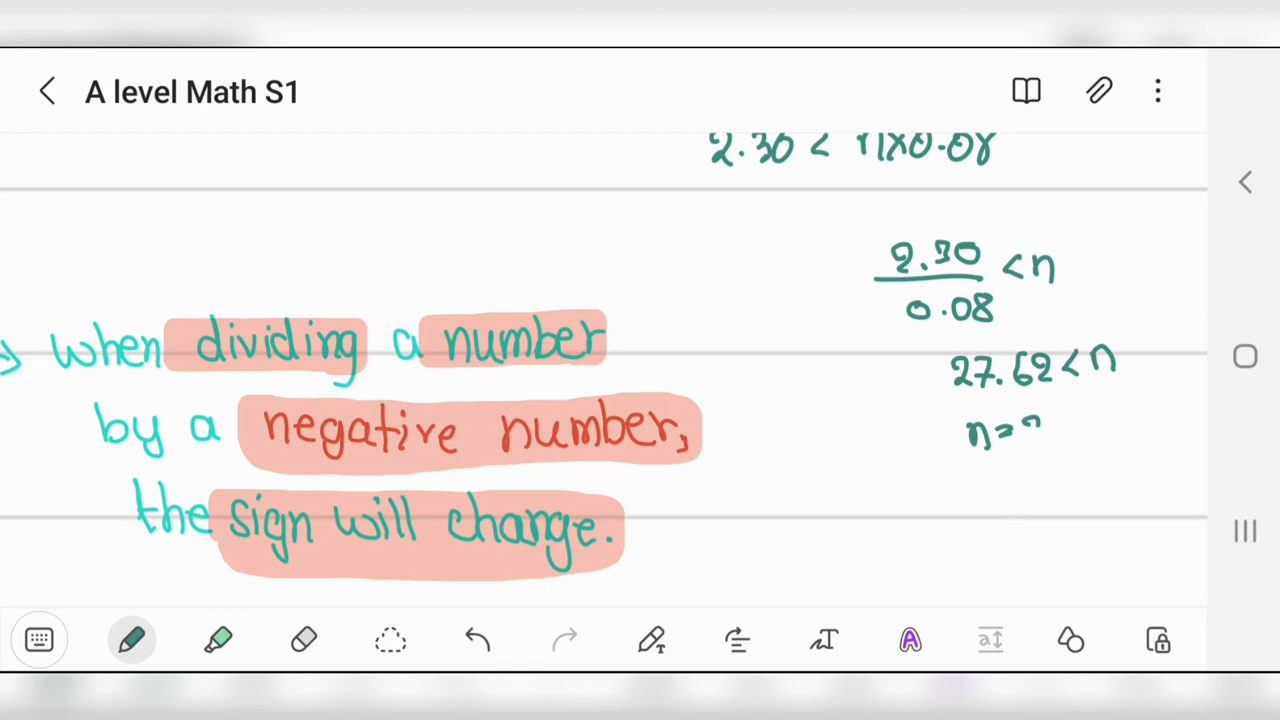 A level Math S1
2.30 < n×0.08
2.30 < n
0.08
27.62 < n
n =
→ when dividing a number
by a negative number,
the sign will change.